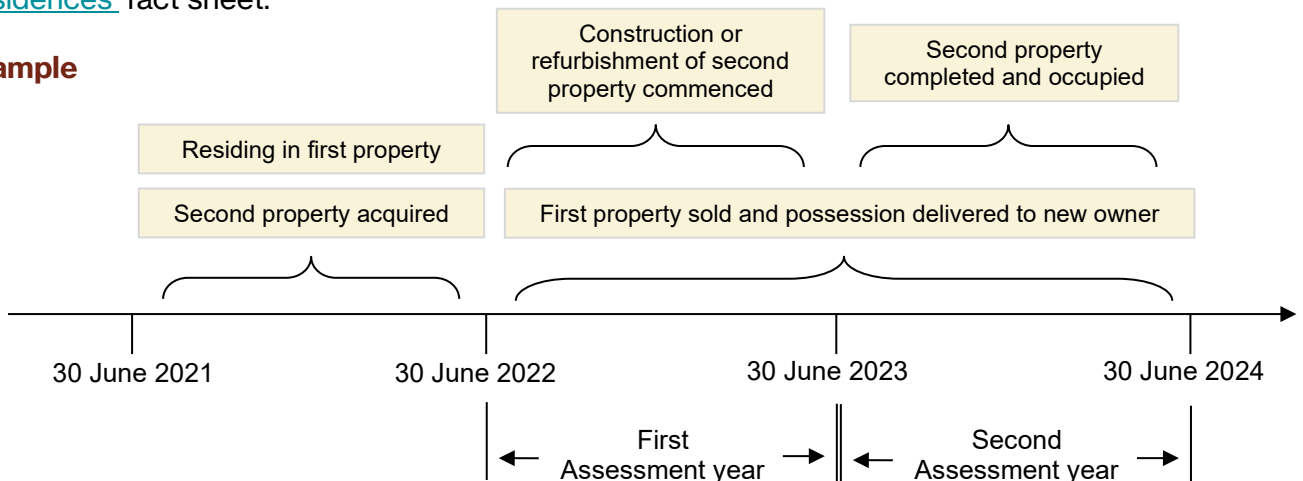 fact sheet.
Construction or
refurbishment of second
property commenced
Second property
completed and occupied
Residing in first property
Second property acquired
First property sold and possession delivered to new owner
30 June 2021
30 June 2022
30 June 2023
30 June 2024
First
Assessment year
Second
Assessment year